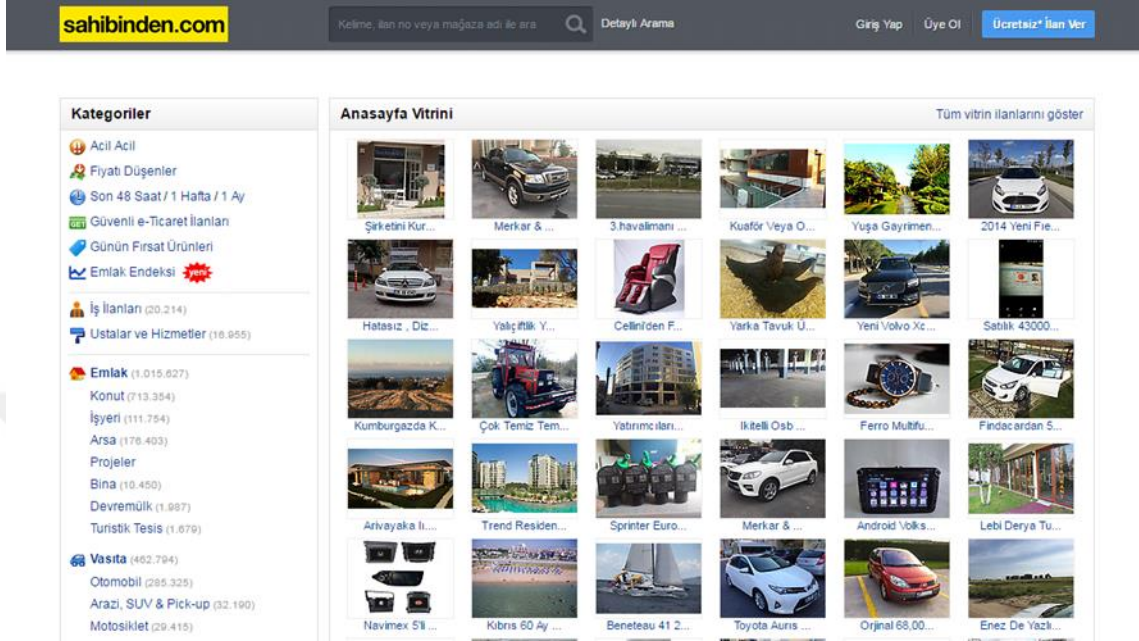 sahibinden.com
Kelime, ilan no veya mağaza adı ile ara
Detaylı Arama
Giriş Yap
Üye Ol
Ücretsiz* İlan Ver
Kategoriler
Acil Acil
Fiyatı Düşenler
Son 48 Saat / 1 Hafta / 1 Ay
GET Güvenli e-Ticaret İlanları
Günün Fırsat Ürünleri
Emlak Endeksi yeni
İş İlanları (20.214)
Ustalar ve Hizmetler (16.955)
Emlak (1.015.627)
Konut (713.354)
İşyeri (111.754)
Arsa (176.403)
Projeler
Bina (10.450)
Devremülk (1.987)
Turistik Tesis (1.679)
Vasıta (462.794)
Otomobil (285.325)
Arazi, SUV & Pick-up (32.190)
Motosiklet (29.415)
Anasayfa Vitrini
Tüm vitrin ilanlarını göster
Şirketini Kur...
Merkar & ...
3.havalimanı ...
Kuaför Veya O...
Yuşa Gayrimen...
2014 Yeni Fıe...
Hatasız , Diz...
Yalıçiftlik Y...
Cellini'den F...
Yarka Tavuk Ü...
Yeni Volvo Xc...
Satılık 43000...
Kumburgazda K...
Çok Temiz Tem...
Yatırımcıları...
Ikitelli Osb ...
Ferro Multifu...
Fındacardan 5...
Arivayaka Iı....
Trend Residen...
Sprinter Euro...
Merkar & ...
Android Volks...
Lebi Derya Tu...
Navimex 5'li ...
Kıbrıs 60 Ay ...
Beneteau 41 2...
Toyota Aurıs ...
Orjinal 68,00...
Enez De Yazlı...